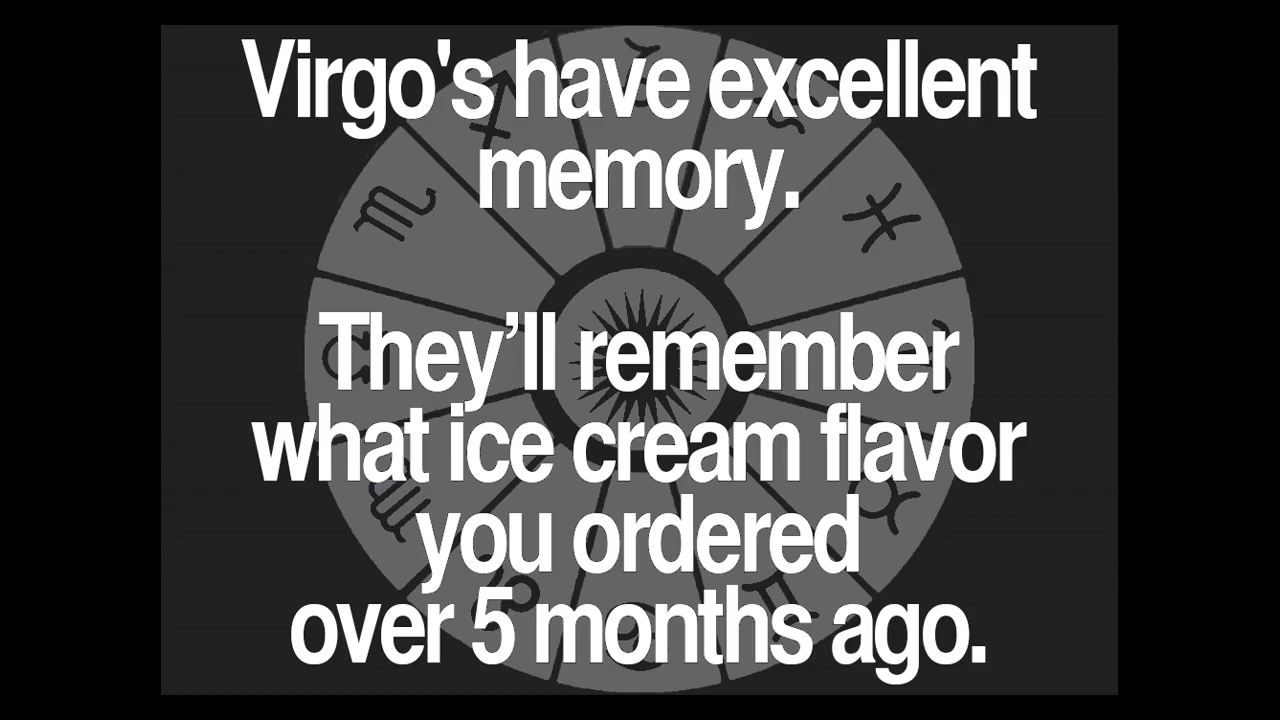 Virgo's have excellent
memory.
They’ll remember
what ice cream flavor
you ordered
over 5 months ago.